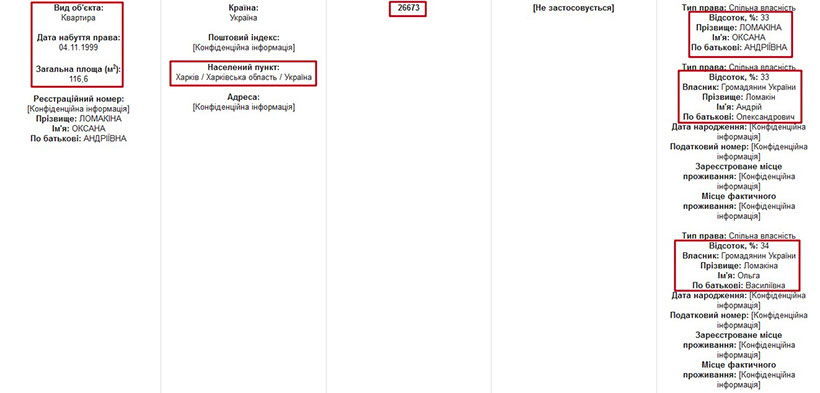 Вид об'єкта:
Квартира
Дата набуття права:
04.11.1999
Загальна площа (м²):
116,6
Реєстраційний номер:
[Конфіденційна інформація]
Прізвище: ЛОМАКІНА
Ім'я: ОКСАНА
По батькові: АНДРІЇВНА
Країна:
Україна
Поштовий індекс:
[Конфіденційна інформація]
Населений пункт:
Харків / Харківська область / Україна
Адреса:
[Конфіденційна інформація]
26673
[Не застосовується]
Тип права: Спільна власність
Відсоток, %: 33
Прізвище: ЛОМАКІНА
Ім'я: ОКСАНА
По батькові: АНДРІЇВНА
Тип права: Спільна власність
Відсоток, %: 33
Власник: Громадянин України
Прізвище: Ломакін
Ім'я: Андрій
По батькові: Олександрович
Дата народження: [Конфіденційна
інформація]
Податковий номер: [Конфіденційна
інформація]
Зареєстроване місце
проживання: [Конфіденційна
інформація]
Місце фактичного
проживання: [Конфіденційна
інформація]
Тип права: Спільна власність
Відсоток, %: 34
Власник: Громадянин України
Прізвище: Ломакіна
Ім'я: Ольга
По батькові: Василівна
Дата народження: [Конфіденційна
інформація]
Податковий номер: [Конфіденційна
інформація]
Зареєстроване місце
проживання: [Конфіденційна
інформація]
Місце фактичного
проживання: [Конфіденційна
інформація]